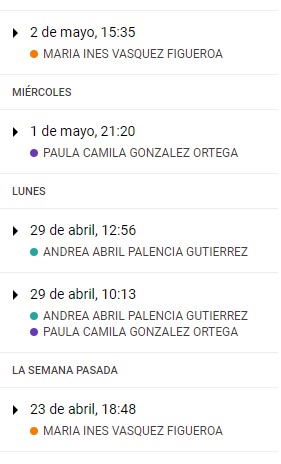 2 de mayo, 15:35
MARIA INES VASQUEZ FIGUEROA
MIÉRCOLES
1 de mayo, 21:20
PAULA CAMILA GONZALEZ ORTEGA
LUNES
29 de abril, 12:56
ANDREA ABRIL PALENCIA GUTIERREZ
29 de abril, 10:13
ANDREA ABRIL PALENCIA GUTIERREZ
PAULA CAMILA GONZALEZ ORTEGA
LA SEMANA PASADA
23 de abril, 18:48
MARIA INES VASQUEZ FIGUEROA